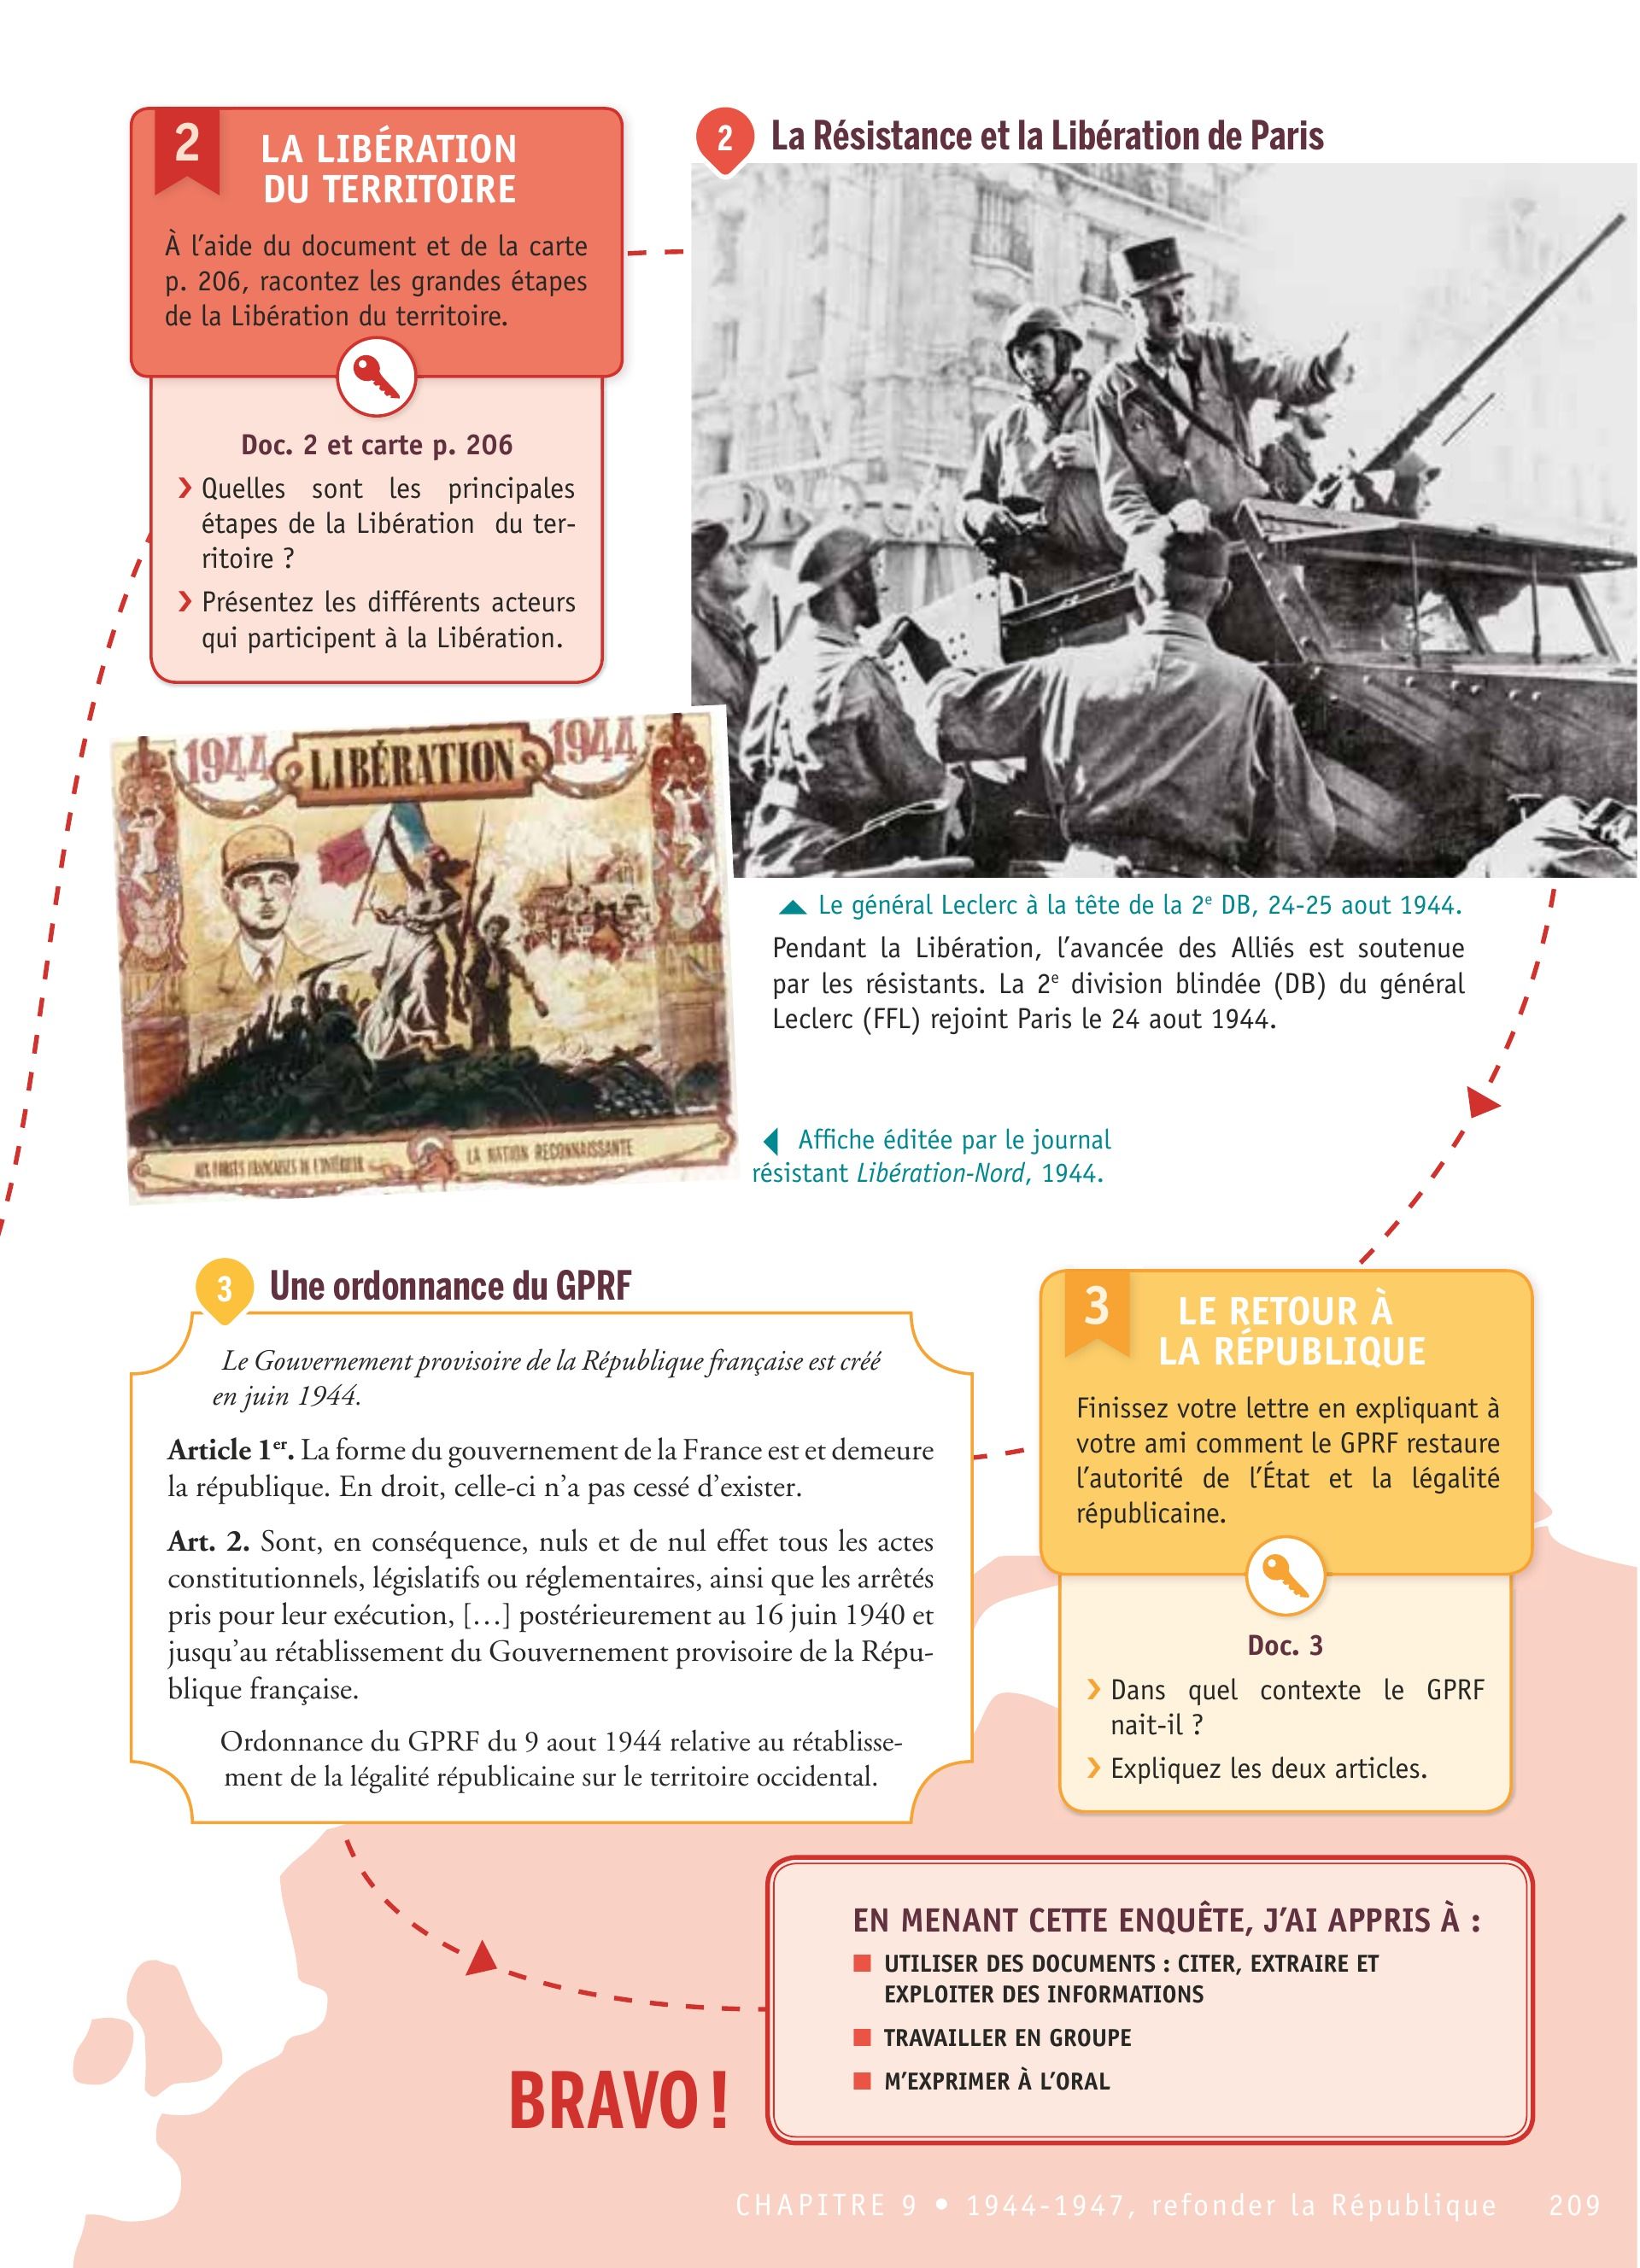 2
LA LIBÉRATION
DU TERRITOIRE
À l'aide du document et de la carte
p. 206, racontez les grandes étapes
de la Libération du territoire.
Doc. 2 et carte p. 206
❯ Quelles sont les principales
étapes de la Libération du ter-
ritoire ?
❯ Présentez les différents acteurs
qui participent à la Libération.
2 La Résistance et la Libération de Paris
1944 LIBÉRATION 1944
AUX FORCES FRANÇAISES DE L'INTÉRIEUR LA NATION RECONNAISSANTE
Le général Leclerc à la tête de la 2e DB, 24-25 aout 1944.
Pendant la Libération, l'avancée des Alliés est soutenue
par les résistants. La 2e division blindée (DB) du général
Leclerc (FFL) rejoint Paris le 24 aout 1944.
Affiche éditée par le journal
résistant Libération-Nord, 1944.
3 Une ordonnance du GPRF
Le Gouvernement provisoire de la République française est créé
en juin 1944.
Article 1er. La forme du gouvernement de la France est et demeure
la république. En droit, celle-ci n'a pas cessé d'exister.
Art. 2. Sont, en conséquence, nuls et de nul effet tous les actes
constitutionnels, législatifs ou réglementaires, ainsi que les arrêtés
pris pour leur exécution, […] postérieurement au 16 juin 1940 et
jusqu'au rétablissement du Gouvernement provisoire de la Répu-
blique française.
Ordonnance du GPRF du 9 aout 1944 relative au rétablisse-
ment de la légalité républicaine sur le territoire occidental.
3
LE RETOUR À
LA RÉPUBLIQUE
Finissez votre lettre en expliquant à
votre ami comment le GPRF restaure
l'autorité de l'État et la légalité
républicaine.
Doc. 3
❯ Dans quel contexte le GPRF
nait-il ?
❯ Expliquez les deux articles.
EN MENANT CETTE ENQUÊTE, J'AI APPRIS À :
■ UTILISER DES DOCUMENTS : CITER, EXTRAIRE ET
EXPLOITER DES INFORMATIONS
■ TRAVAILLER EN GROUPE
■ M'EXPRIMER À L'ORAL
BRAVO !
CHAPITRE 9 • 1944-1947, refonder la République 209